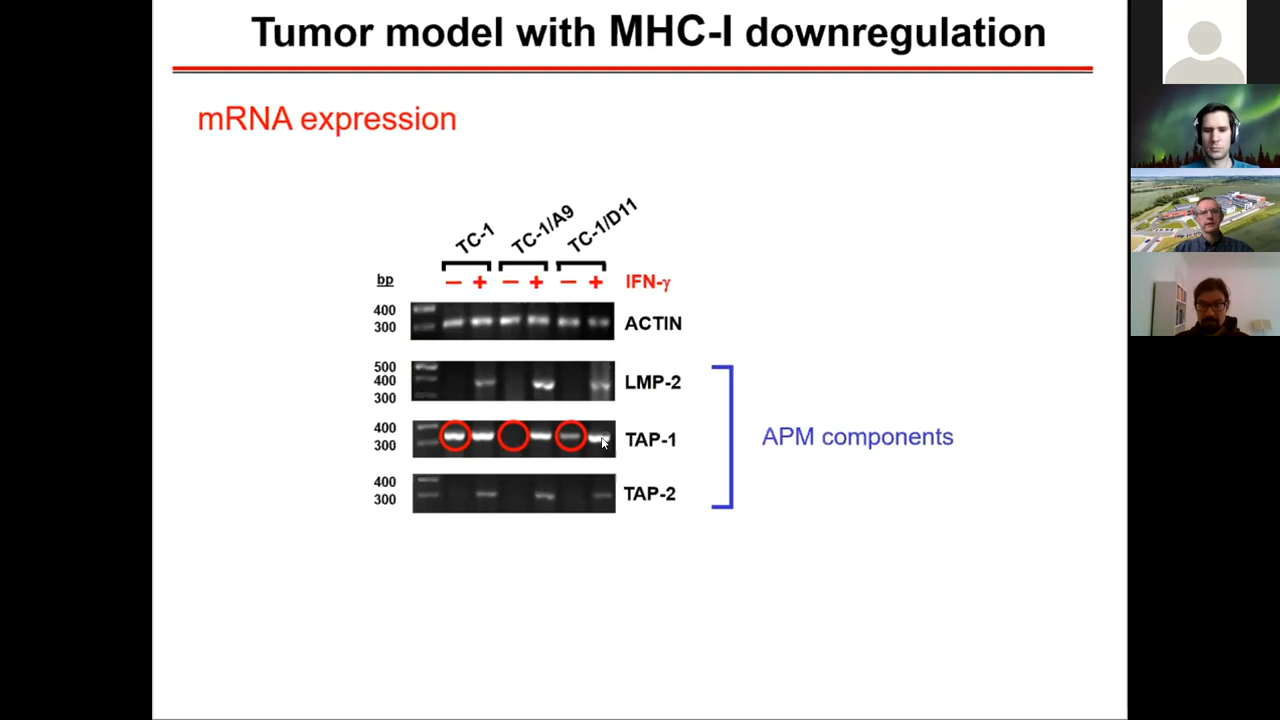 Tumor model with MHC-I downregulation
mRNA expression
TC-1 TC-1/A9 TC-1/D11
bp − + − + − + IFN-γ
400
300 ACTIN
500
400 LMP-2
300
400
300 TAP-1
400
300 TAP-2
APM components